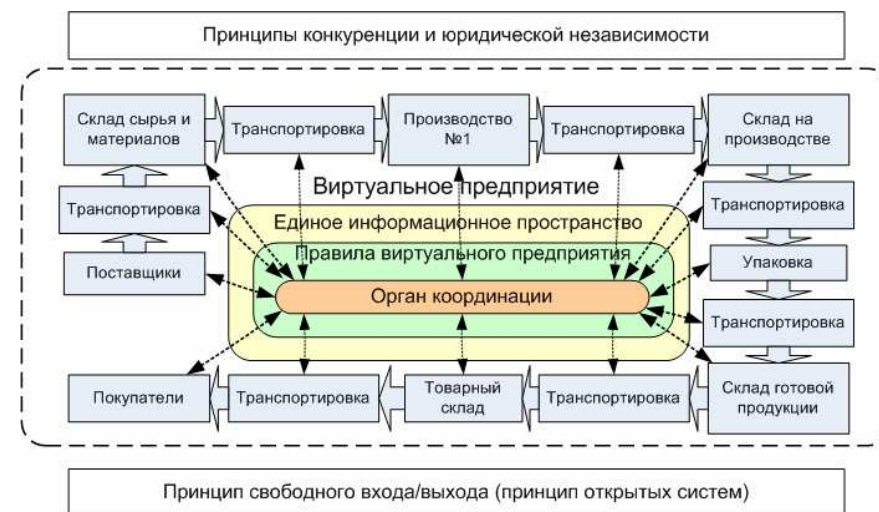 Принципы конкуренции и юридической независимости
Склад сырья и
материалов
Транспортировка
Производство
№1
Транспортировка
Склад на
производстве
Виртуальное предприятие
Транспортировка
Транспортировка
Единое информационное пространство
Правила виртуального предприятия
Поставщики
Упаковка
Орган координации
Транспортировка
Покупатели
Транспортировка
Товарный
склад
Транспортировка
Склад готовой
продукции
Принцип свободного входа/выхода (принцип открытых систем)